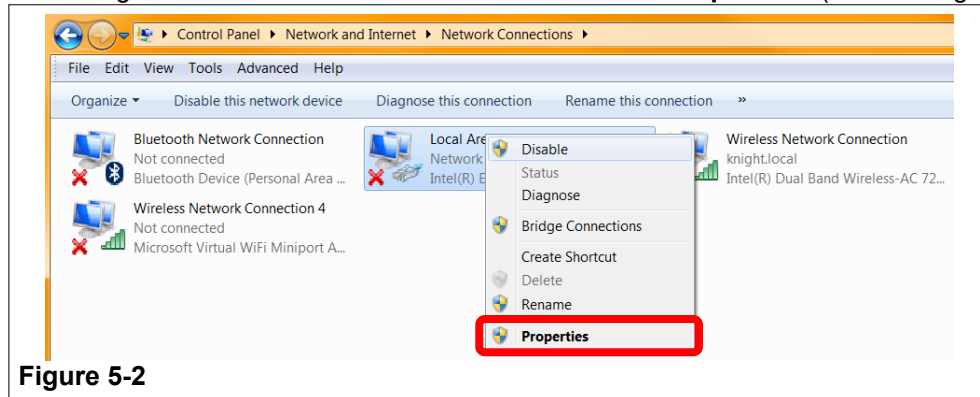 Control Panel ▸ Network and Internet ▸ Network Connections ▸
File Edit View Tools Advanced Help
Organize Disable this network device Diagnose this connection Rename this connection »
Bluetooth Network Connection
Not connected
Bluetooth Device (Personal Area ...
Local Are
Network
Intel(R) E
Wireless Network Connection
knight.local
Intel(R) Dual Band Wireless-AC 72...
Wireless Network Connection 4
Not connected
Microsoft Virtual WiFi Miniport A...
Disable
Status
Diagnose
Bridge Connections
Create Shortcut
Delete
Rename
Properties
Figure 5-2